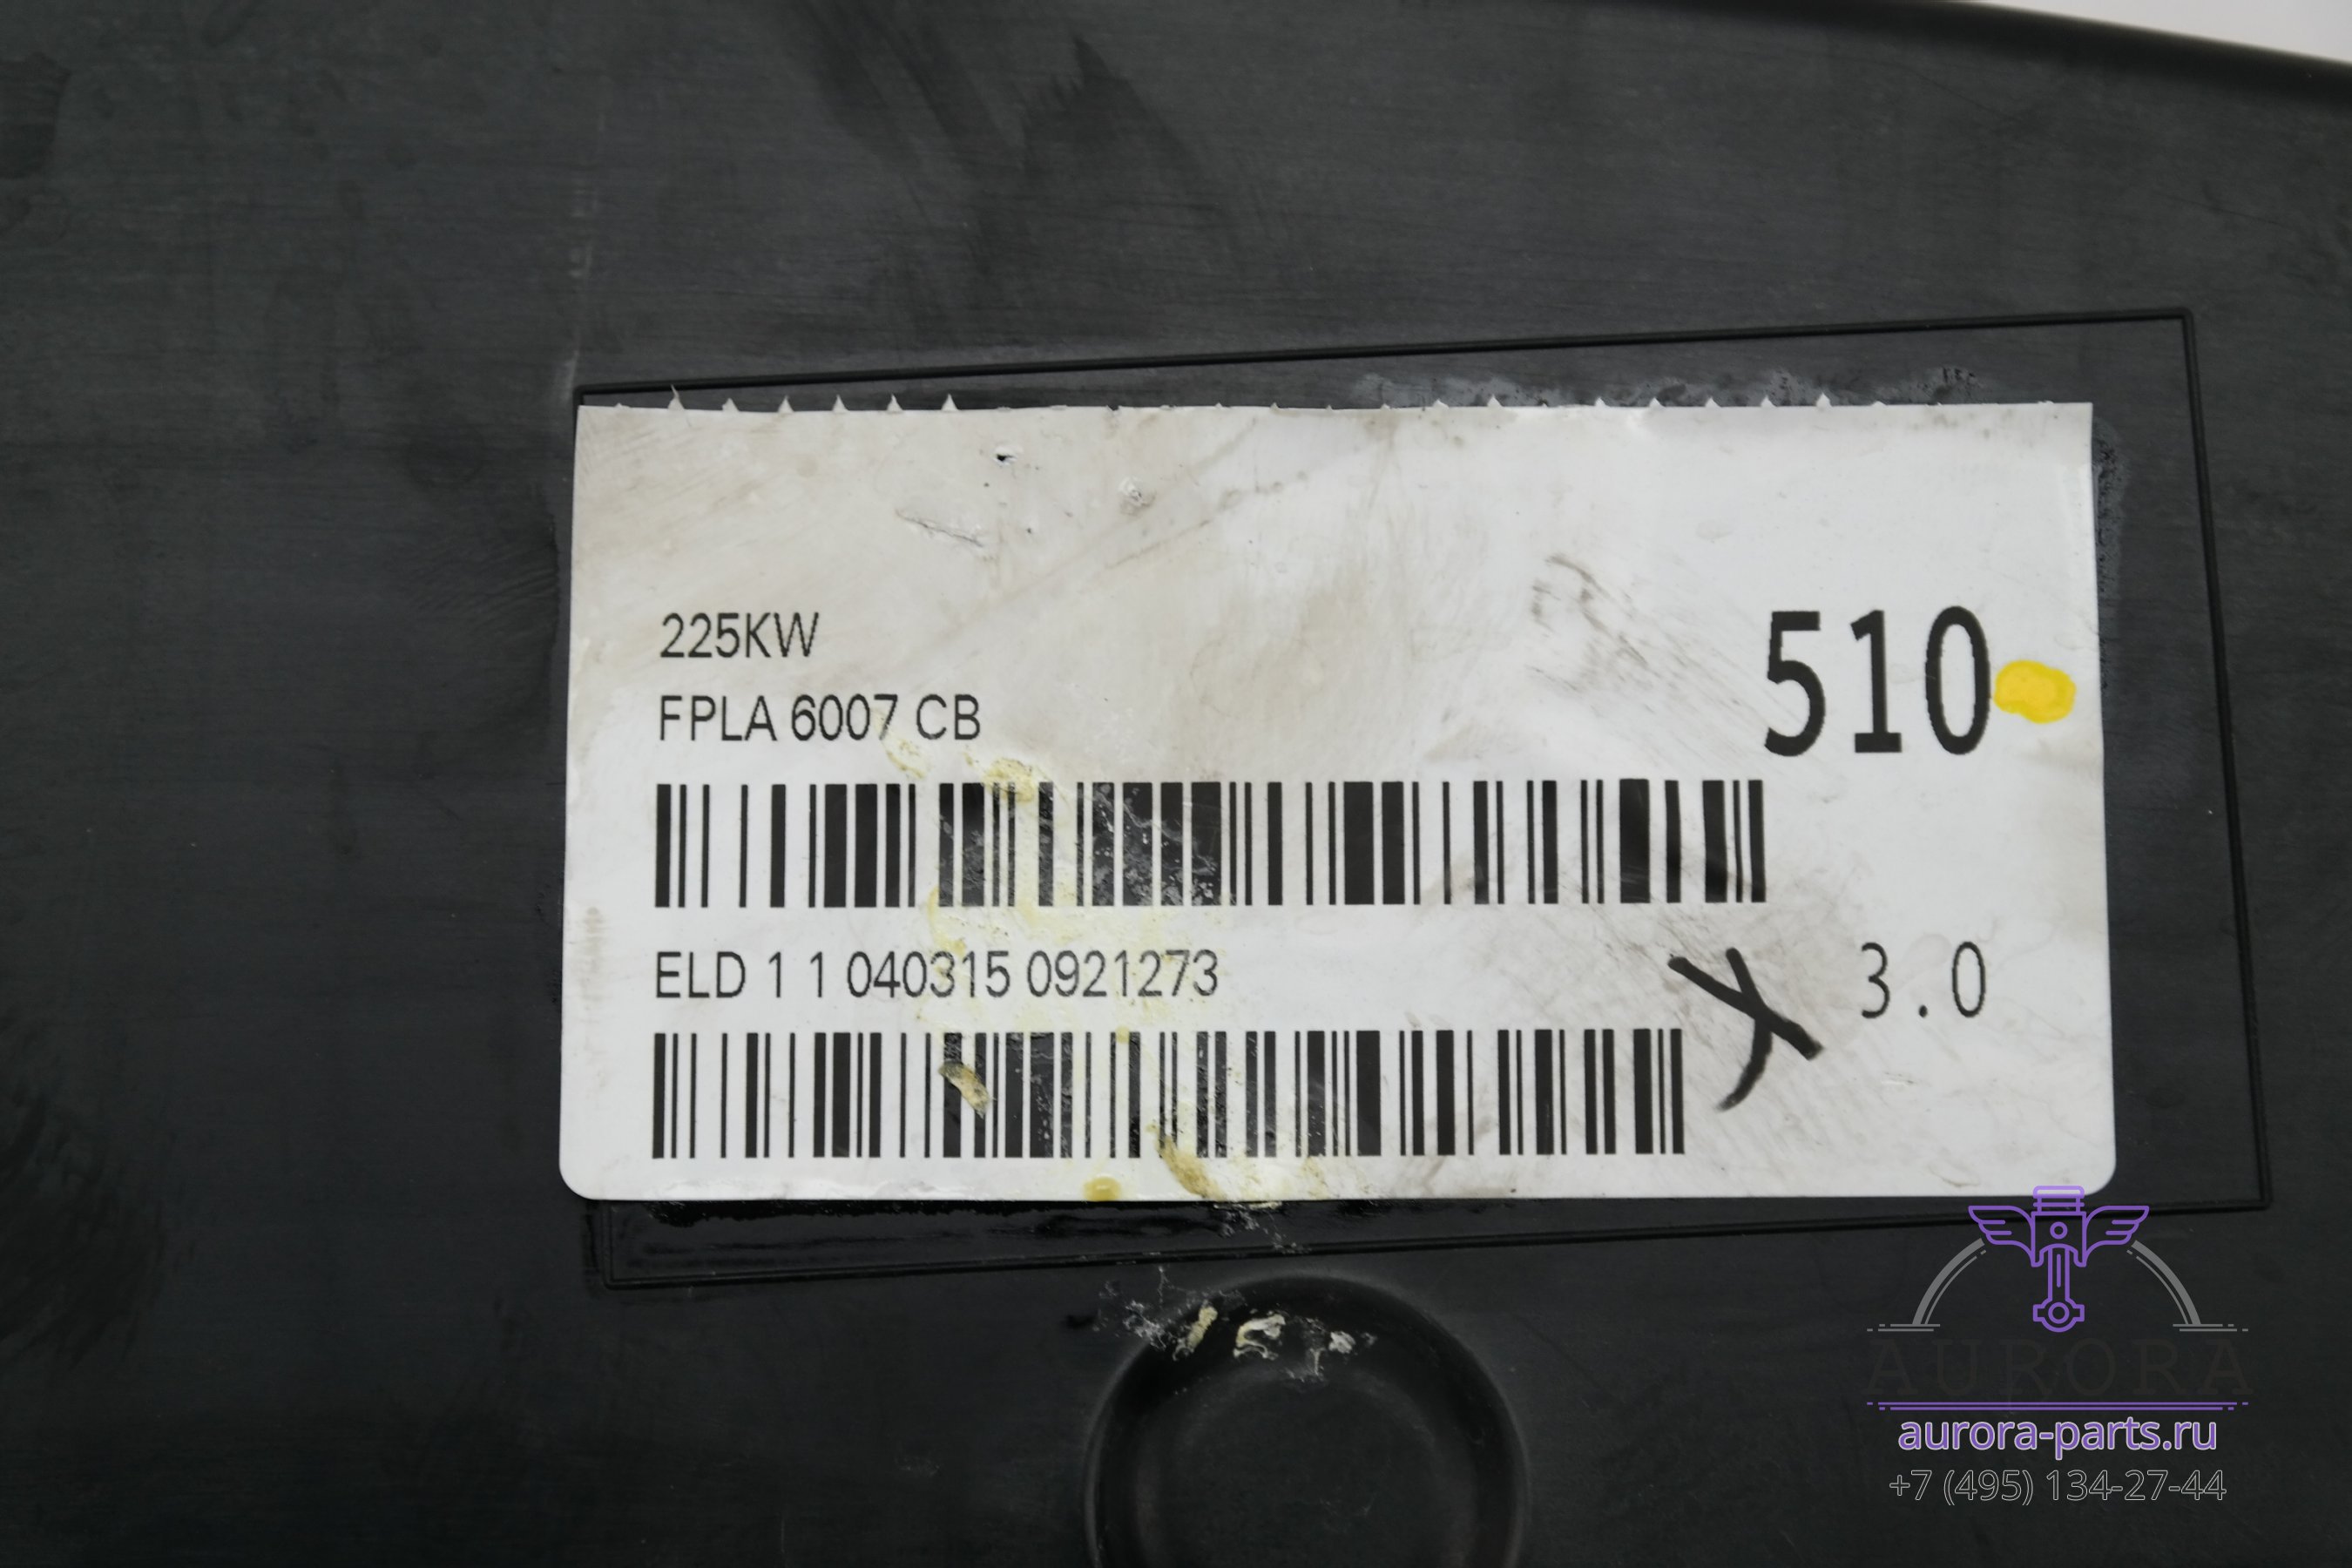 225KW
510
FPLA 6007 CB
ELD 1 1 040315 0921273
3.0
AURORA
aurora-parts.ru
+7 (495) 134-27-44